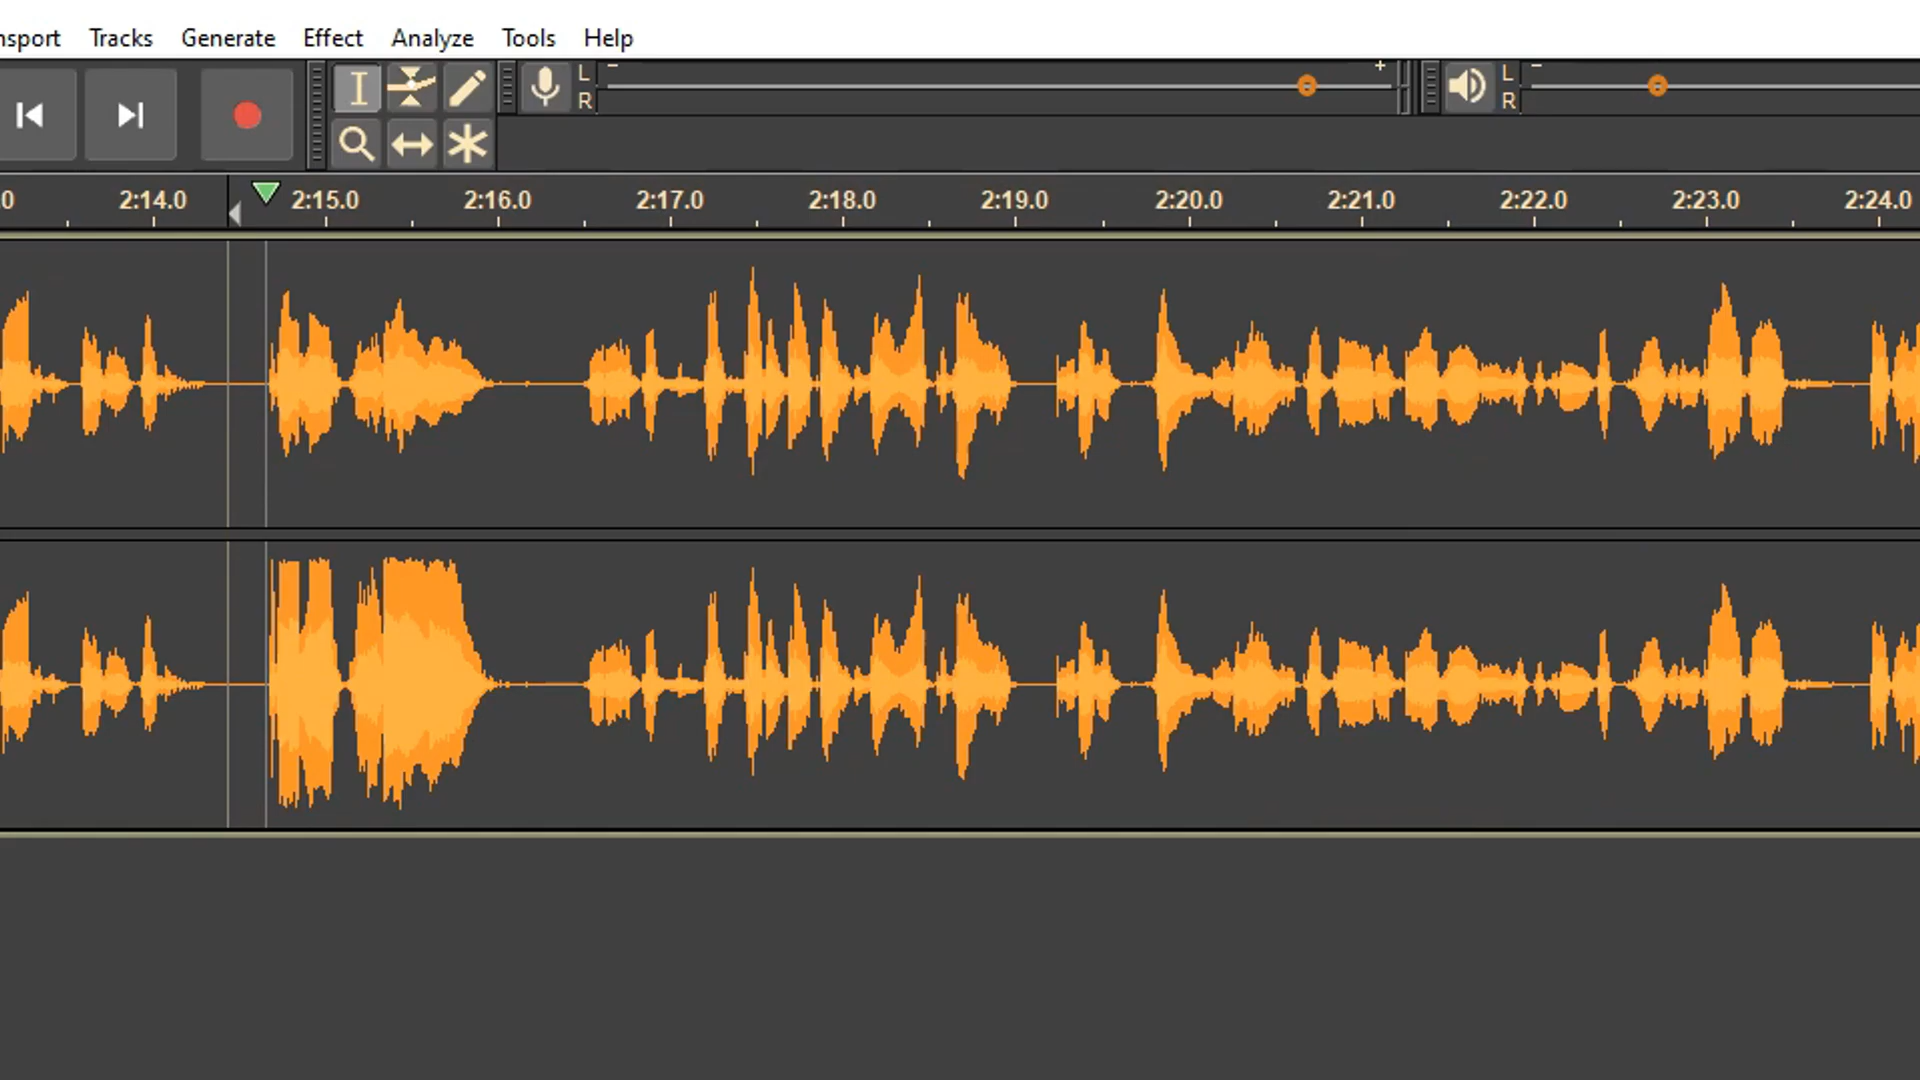 nsport Tracks Generate Effect Analyze Tools Help
L - + L -
R R
0 2:14.0 2:15.0 2:16.0 2:17.0 2:18.0 2:19.0 2:20.0 2:21.0 2:22.0 2:23.0 2:24.0